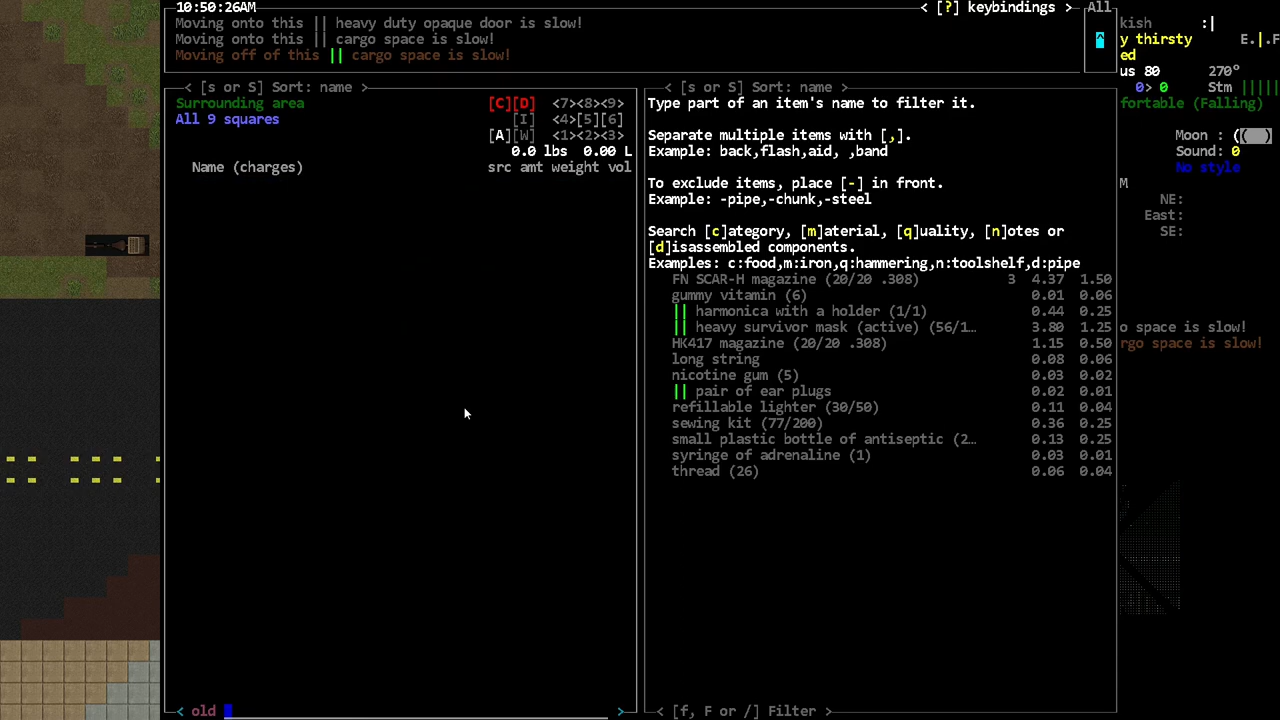 10:50:26AM
< [?] keybindings >
All
Moving onto this || heavy duty opaque door is slow!
Moving onto this || cargo space is slow!
Moving off of this || cargo space is slow!
^
kish :|
y thirsty E.|.F
ed
us 80 270°
0> 0 Stm |||||
fortable (Falling)
Moon : (
Sound: 0
No style
M
NE:
East:
SE:
o space is slow!
rgo space is slow!
< [s or S] Sort: name >
Surrounding area [C][D] <7><8><9>
All 9 squares [I] <4>[5][6]
[A][W] <1><2><3>
0.0 lbs 0.00 L
Name (charges) src amt weight vol
< old >
< [s or S] Sort: name >
Type part of an item's name to filter it.
Separate multiple items with [,].
Example: back,flash,aid, ,band
To exclude items, place [-] in front.
Example: -pipe,-chunk,-steel
Search [c]ategory, [m]aterial, [q]uality, [n]otes or
[d]isassembled components.
Examples: c:food,m:iron,q:hammering,n:toolshelf,d:pipe
FN SCAR-H magazine (20/20 .308) 3 4.37 1.50
gummy vitamin (6) 0.01 0.06
|| harmonica with a holder (1/1) 0.44 0.25
|| heavy survivor mask (active) (56/1… 3.80 1.25
HK417 magazine (20/20 .308) 1.15 0.50
long string 0.08 0.06
nicotine gum (5) 0.03 0.02
|| pair of ear plugs 0.02 0.01
refillable lighter (30/50) 0.11 0.04
sewing kit (77/200) 0.36 0.25
small plastic bottle of antiseptic (2… 0.13 0.25
syringe of adrenaline (1) 0.03 0.01
thread (26) 0.06 0.04
< [f, F or /] Filter >